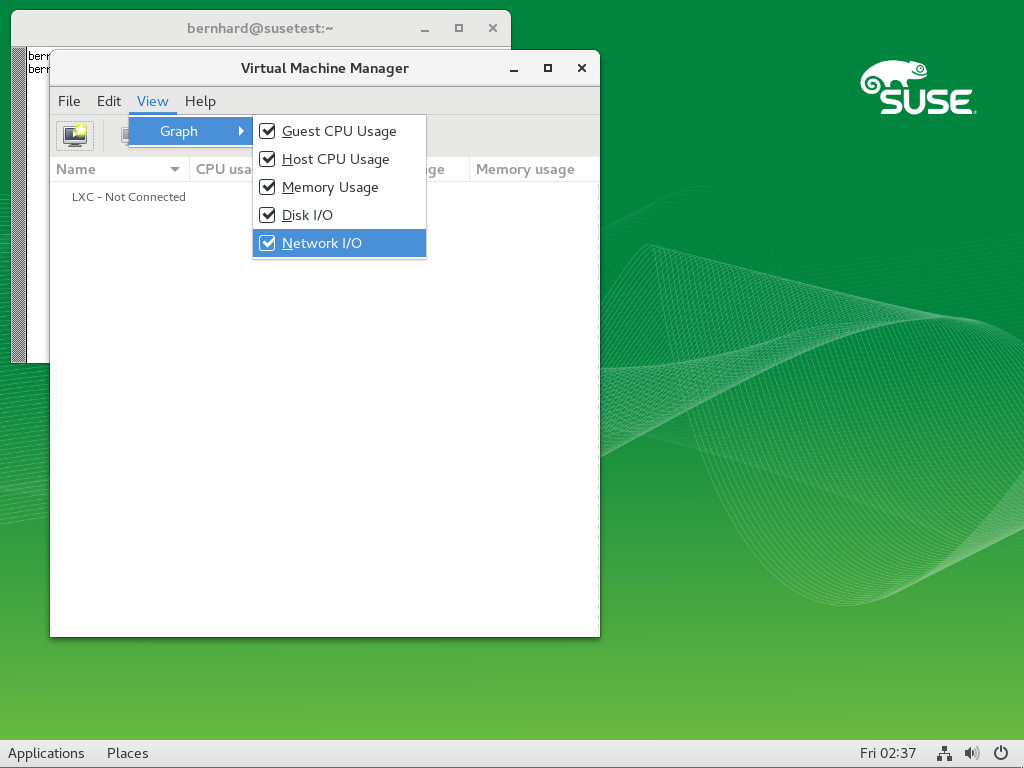 bernhard@susetest:~
bern
bern
Virtual Machine Manager
File Edit View Help
Graph
Guest CPU Usage
Host CPU Usage
Memory Usage
Disk I/O
Network I/O
Name CPU usa ge Memory usage
LXC - Not Connected
SUSE
Applications Places Fri 02:37